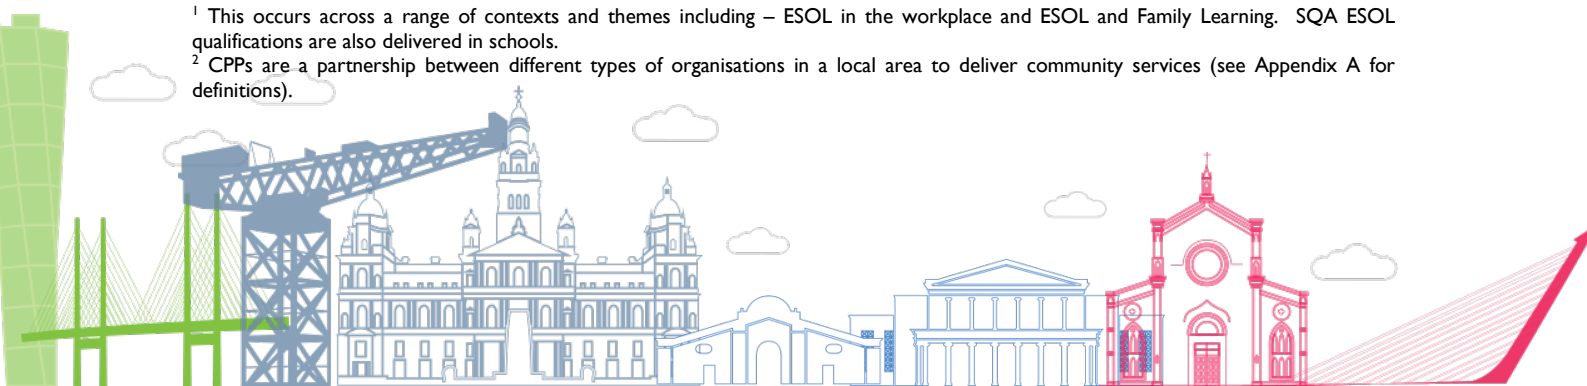 ¹ This occurs across a range of contexts and themes including – ESOL in the workplace and ESOL and Family Learning. SQA ESOL
qualifications are also delivered in schools.
² CPPs are a partnership between different types of organisations in a local area to deliver community services (see Appendix A for
definitions).